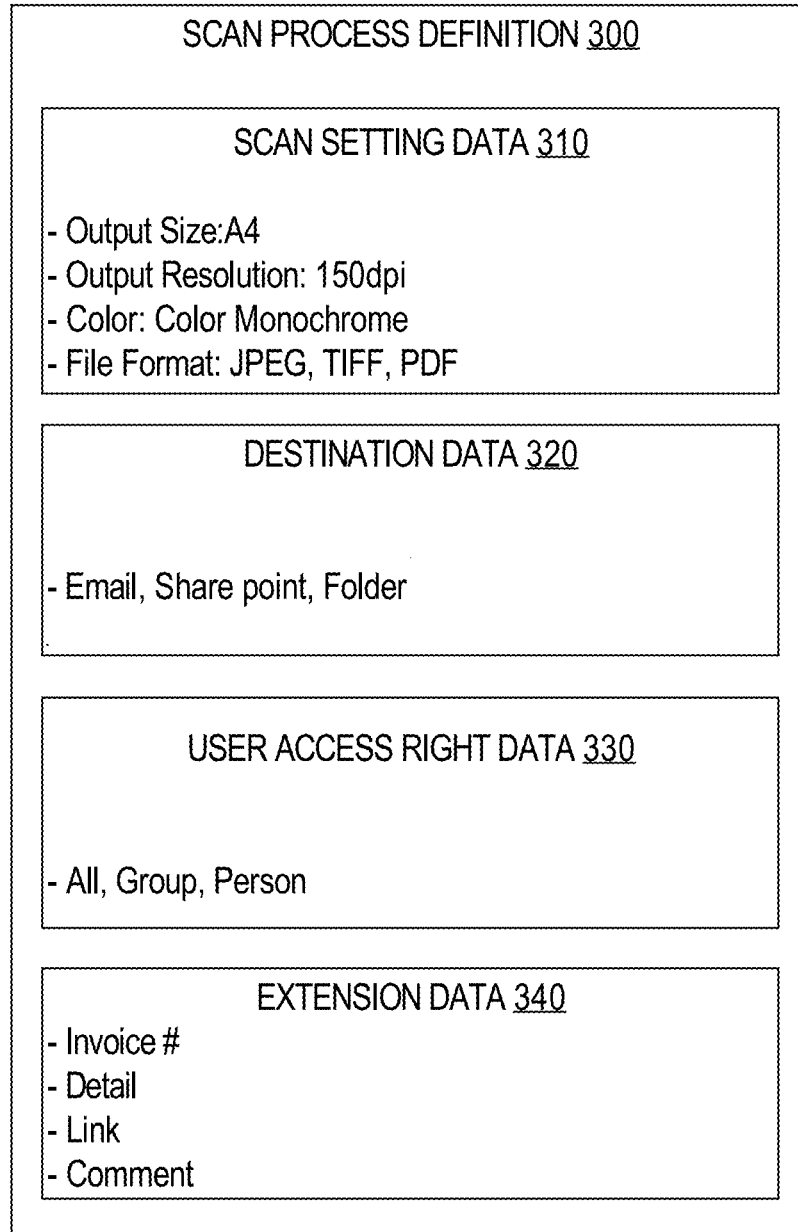 SCAN PROCESS DEFINITION 300
SCAN SETTING DATA 310
- Output Size:A4
- Output Resolution: 150dpi
- Color: Color Monochrome
- File Format: JPEG, TIFF, PDF
DESTINATION DATA 320
- Email, Share point, Folder
USER ACCESS RIGHT DATA 330
- All, Group, Person
EXTENSION DATA 340
- Invoice #
- Detail
- Link
- Comment